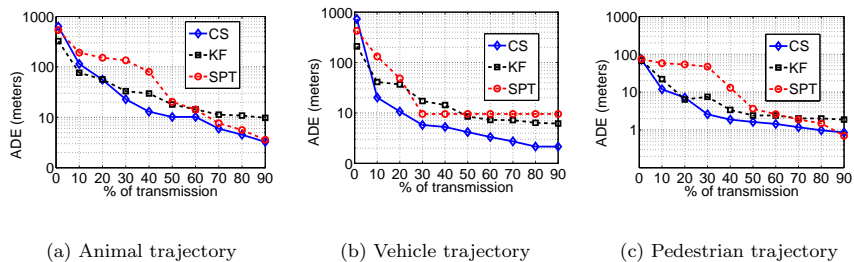 1000
100
10
0
ADE (meters)
0 10 20 30 40 50 60 70 80 90
% of transmission
CS
KF
SPT
(a) Animal trajectory
1000
100
10
0
ADE (meters)
0 10 20 30 40 50 60 70 80 90
% of transmission
CS
KF
SPT
(b) Vehicle trajectory
1000
100
10
1
ADE (meters)
0 10 20 30 40 50 60 70 80 90
% of transmission
CS
KF
SPT
(c) Pedestrian trajectory